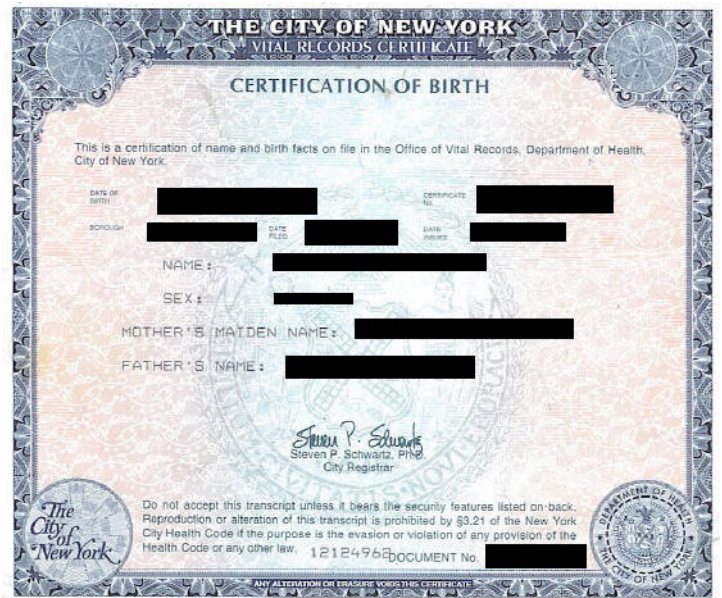 THE CITY OF NEW YORK
VITAL RECORDS CERTIFICATE
CERTIFICATION OF BIRTH
This is a certification of name and birth facts on file in the Office of Vital Records, Department of Health,
City of New York.
DATE OF BIRTH
CERTIFICATE No.
BOROUGH
DATE FILED
DATE ISSUED
NAME:
SEX:
MOTHER'S MAIDEN NAME:
FATHER'S NAME:
Steven P. Schwartz
Steven P. Schwartz, PH.D.
City Registrar
The City of New York
Do not accept this transcript unless it bears the security features listed on back.
Reproduction or alteration of this transcript is prohibited by §3.21 of the New York
City Health Code if the purpose is the evasion or violation of any provision of the
Health Code or any other law. 12124968 DOCUMENT No.
DEPARTMENT OF HEALTH
THE CITY OF NEW YORK
ANY ALTERATION OR ERASURE VOIDS THIS CERTIFICATE